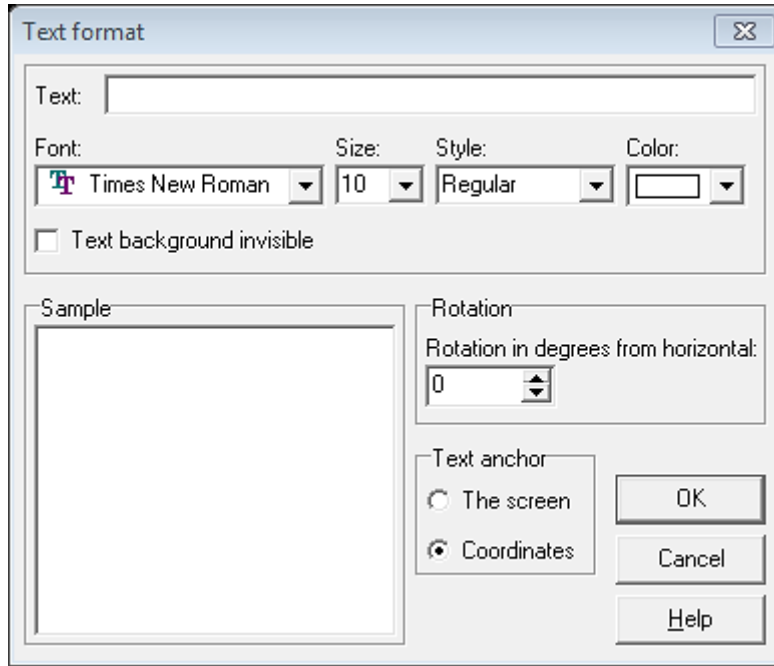 Text format
Text:
Font: Size: Style: Color:
Times New Roman 10 Regular
Text background invisible
Sample
Rotation
Rotation in degrees from horizontal:
0
Text anchor
The screen
Coordinates
OK
Cancel
Help